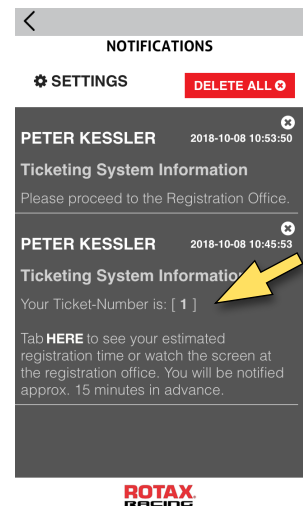 NOTIFICATIONS
SETTINGS
DELETE ALL
PETER KESSLER 2018-10-08 10:53:50
Ticketing System Information
Please proceed to the Registration Office.
PETER KESSLER 2018-10-08 10:45:53
Ticketing System Information
Your Ticket-Number is: [ 1 ]
Tab HERE to see your estimated
registration time or watch the screen at
the registration office. You will be notified
approx. 15 minutes in advance.
ROTAX
RACING